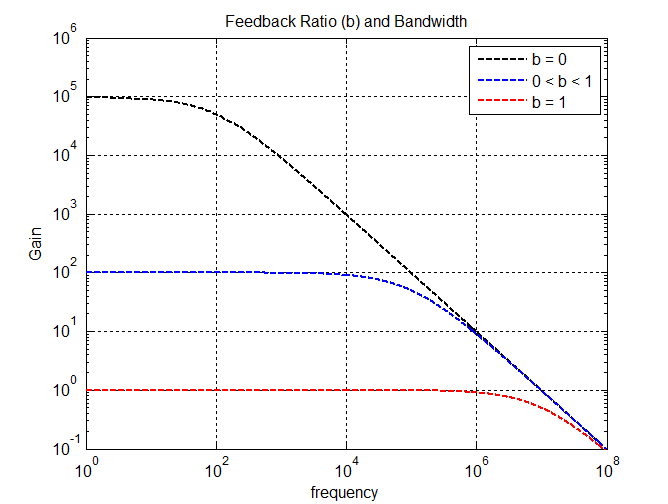 Feedback Ratio (b) and Bandwidth
b = 0
0 < b < 1
b = 1
10^6
10^5
10^4
10^3
10^2
10^1
10^0
10^-1
Gain
10^0
10^2
10^4
10^6
10^8
frequency